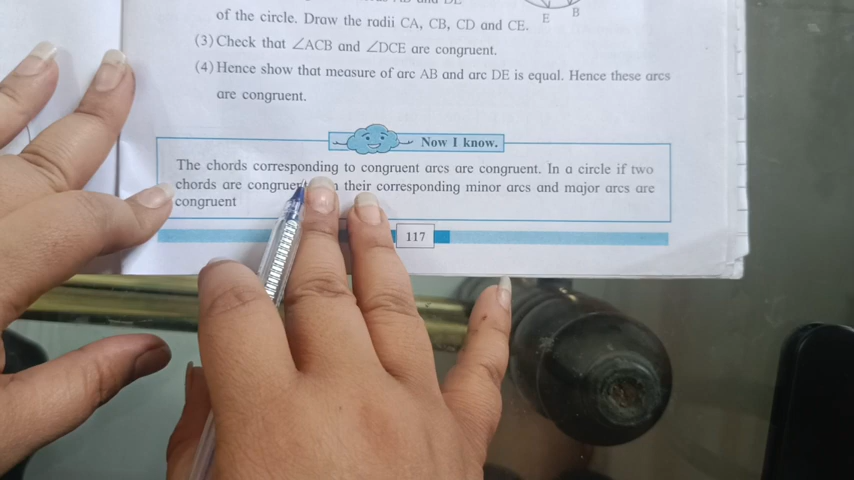 of the circle. Draw the radii CA, CB, CD and CE.
E B
(3) Check that ∠ACB and ∠DCE are congruent.
(4) Hence show that measure of arc AB and arc DE is equal. Hence these arcs
are congruent.
Now I know.
The chords corresponding to congruent arcs are congruent. In a circle if two
chords are their corresponding minor arcs and major arcs are
congruent
117